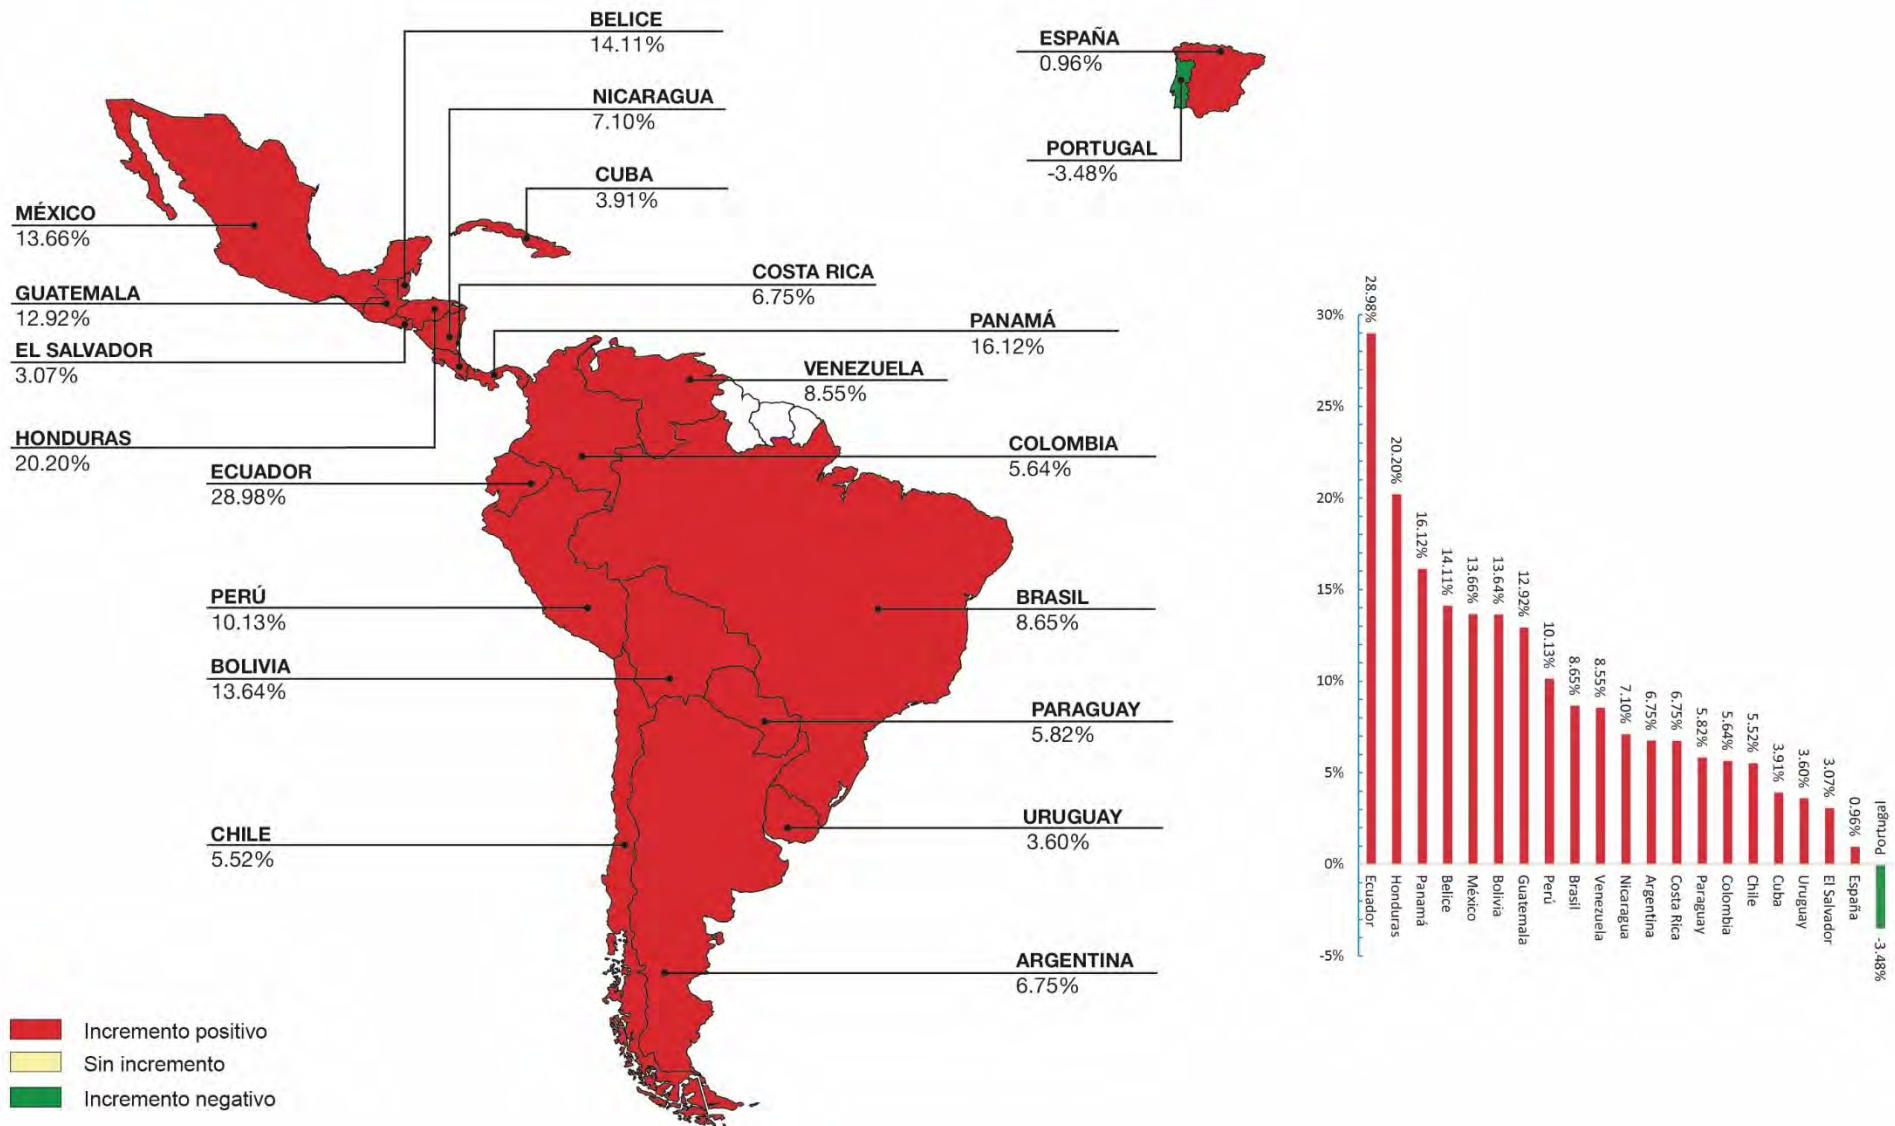 BELICE
14.11%
NICARAGUA
7.10%
CUBA
3.91%
ESPAÑA
0.96%
PORTUGAL
-3.48%
MÉXICO
13.66%
GUATEMALA
12.92%
EL SALVADOR
3.07%
HONDURAS
20.20%
COSTA RICA
6.75%
PANAMÁ
16.12%
VENEZUELA
8.55%
COLOMBIA
5.64%
ECUADOR
28.98%
PERÚ
10.13%
BOLIVIA
13.64%
BRASIL
8.65%
PARAGUAY
5.82%
URUGUAY
3.60%
CHILE
5.52%
ARGENTINA
6.75%
Incremento positivo
Sin incremento
Incremento negativo
30%
25%
20%
15%
10%
5%
0%
-5%
28.98%
20.20%
16.12%
14.11%
13.66%
13.64%
12.92%
10.13%
8.65%
8.55%
7.10%
6.75%
6.75%
5.82%
5.64%
5.52%
3.91%
3.60%
3.07%
0.96%
-3.48%
Ecuador
Honduras
Panamá
Belice
México
Bolivia
Guatemala
Perú
Brasil
Venezuela
Nicaragua
Argentina
Costa Rica
Paraguay
Colombia
Chile
Cuba
Uruguay
El Salvador
España
Portugal